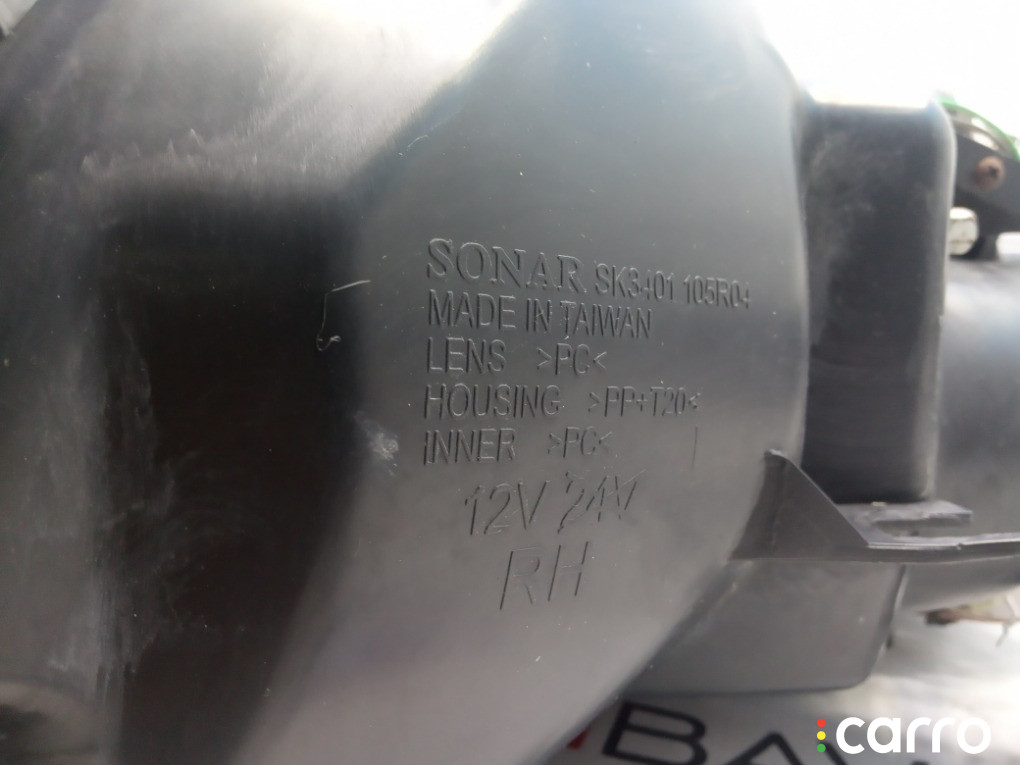 SONAR SK3401 105R04
MADE IN TAIWAN
LENS >PC<
HOUSING >PP+T20<
INNER >PC<
12V 24V
RH
carro